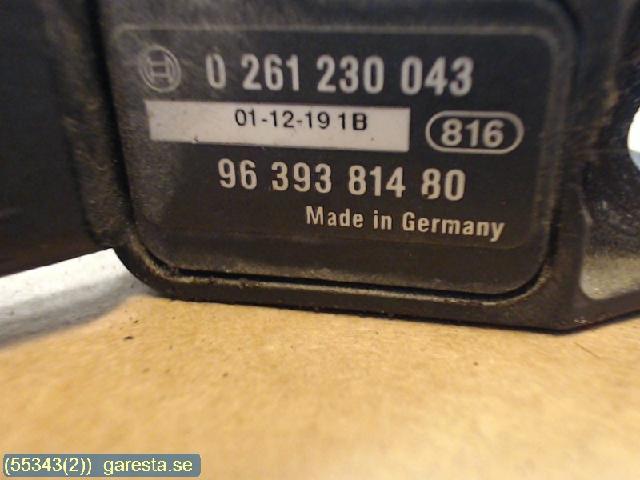 0 261 230 043
01-12-19 1B
816
96 393 814 80
Made in Germany
(55343(2)) garesta.se